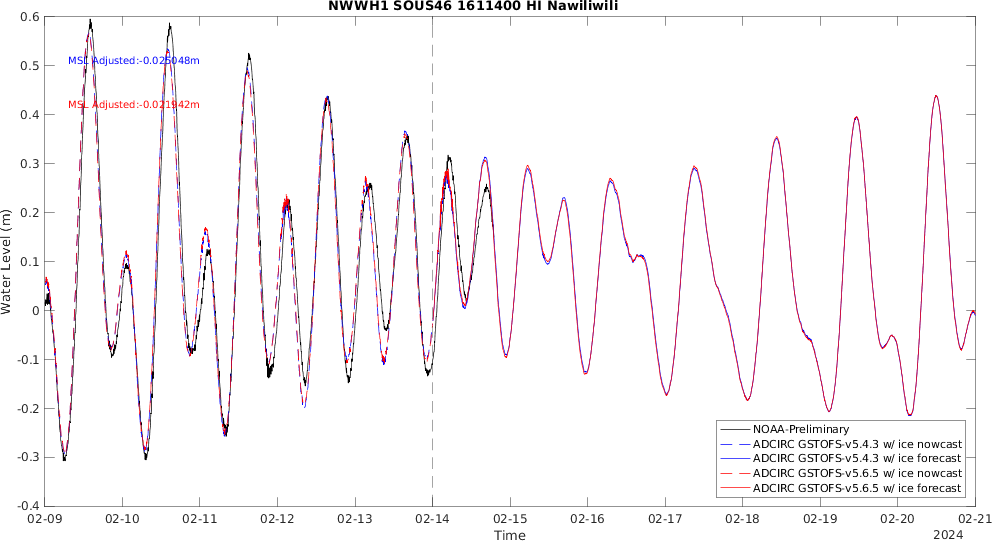 NWWH1 SOUS46 1611400 HI Nawiliwili
0.6
0.5
0.4
0.3
0.2
0.1
0
-0.1
-0.2
-0.3
-0.4
Water Level (m)
MSL Adjusted:-0.025048m
MSL Adjusted:-0.021942m
NOAA-Preliminary
ADCIRC GSTOFS-v5.4.3 w/ ice nowcast
ADCIRC GSTOFS-v5.4.3 w/ ice forecast
ADCIRC GSTOFS-v5.6.5 w/ ice nowcast
ADCIRC GSTOFS-v5.6.5 w/ ice forecast
02-09 02-10 02-11 02-12 02-13 02-14 02-15 02-16 02-17 02-18 02-19 02-20 02-21
Time
2024